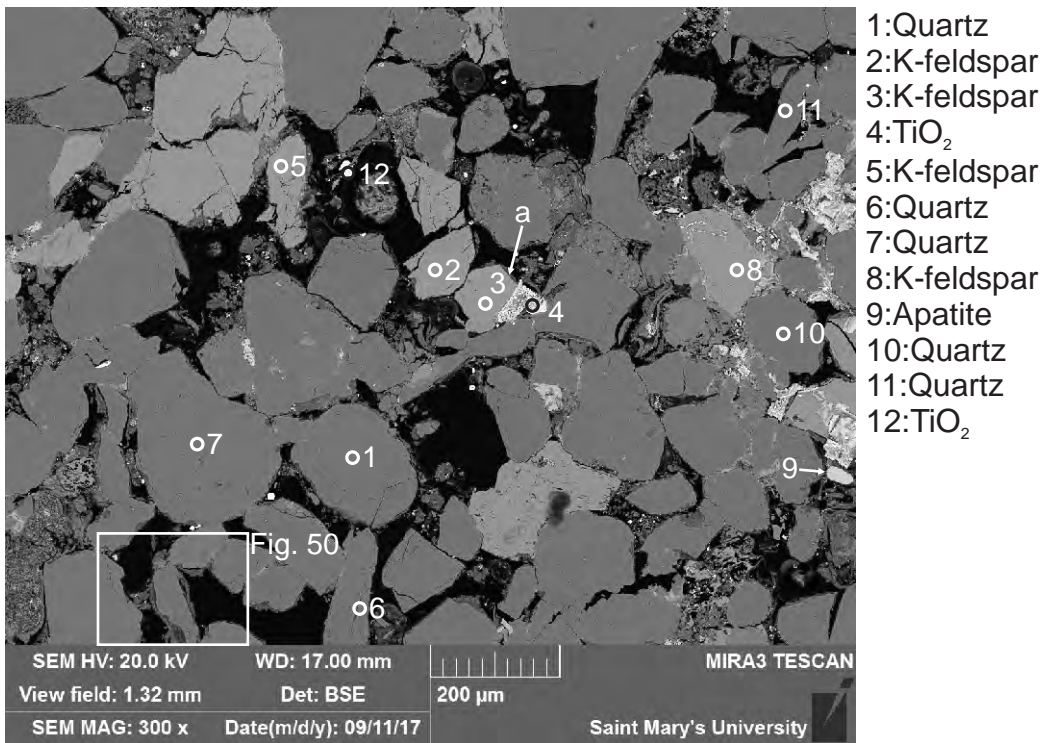 1:Quartz
2:K-feldspar
3:K-feldspar
4:TiO₂
5:K-feldspar
6:Quartz
7:Quartz
8:K-feldspar
9:Apatite
10:Quartz
11:Quartz
12:TiO₂
11
5
12
a
2
3
8
4
10
7
1
9
Fig. 50
6
SEM HV: 20.0 kV WD: 17.00 mm MIRA3 TESCAN
View field: 1.32 mm Det: BSE 200 µm
SEM MAG: 300 x Date(m/d/y): 09/11/17 Saint Mary's University